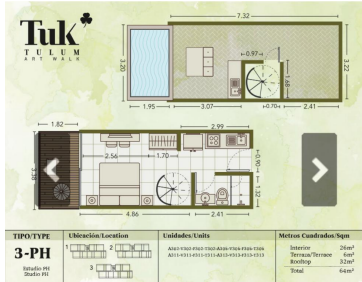 Tuk
TULUM
ART WALK
7.32
3.20
0.97
1.68
3.22
1.95
3.07
0.70
2.41
1.82
2.99
2.56
1.70
0.90
1.32
3.38
4.86
2.41
TIPO/TYPE
Ubicación/Location
Unidades/Units
Metros Cuadrados/Sqm
3-PH
Estudio PH
Studio PH
1
2
3
Interior 26m²
Terraza/Terrace 6m²
Rooftop 32m²
Total 64m²